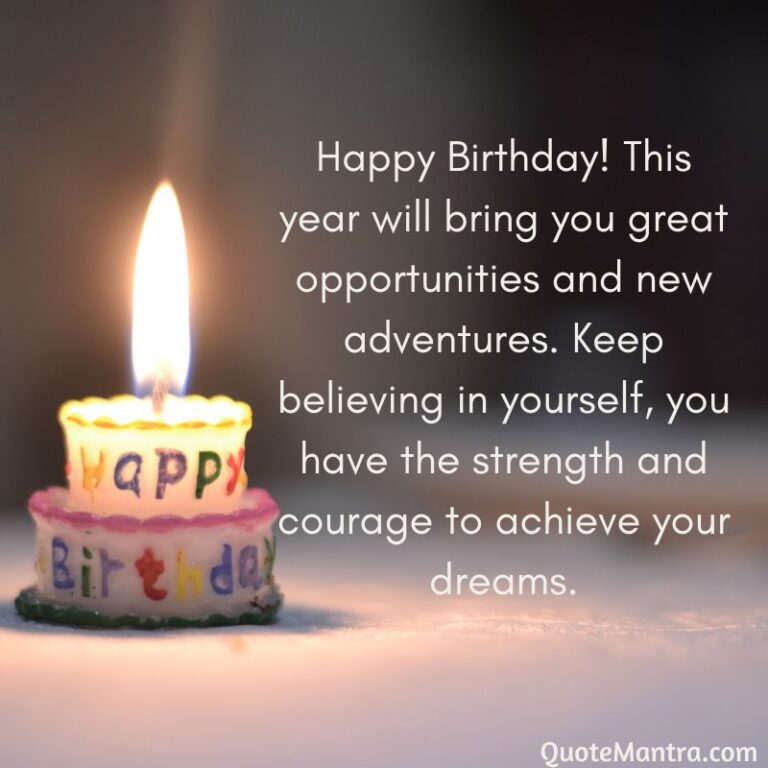 Happy Birthday! This
year will bring you great
opportunities and new
adventures. Keep
believing in yourself, you
have the strength and
courage to achieve your
dreams.
Happy
Birthday
QuoteMantra.com